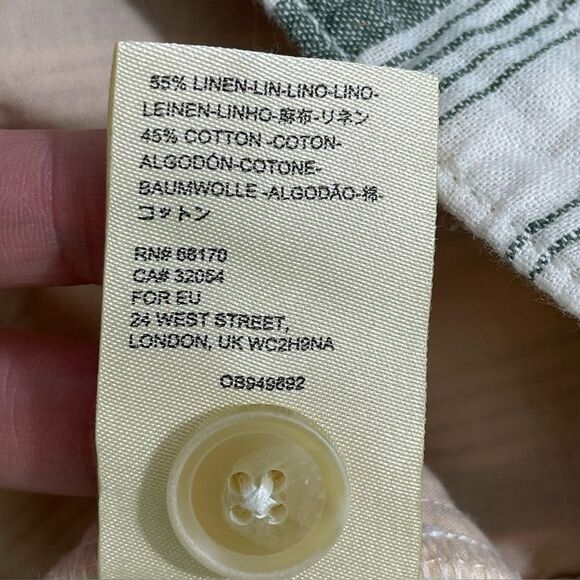 55% LINEN-LIN-LINO-LINO-
LEINEN-LINHO-麻布-リネン
45% COTTON -COTON-
ALGODÓN-COTONE-
BAUMWOLLE -ALGODÃO-棉-
コットン
RN# 66170
CA# 32054
FOR EU
24 WEST STREET,
LONDON, UK WC2H9NA
OB949692